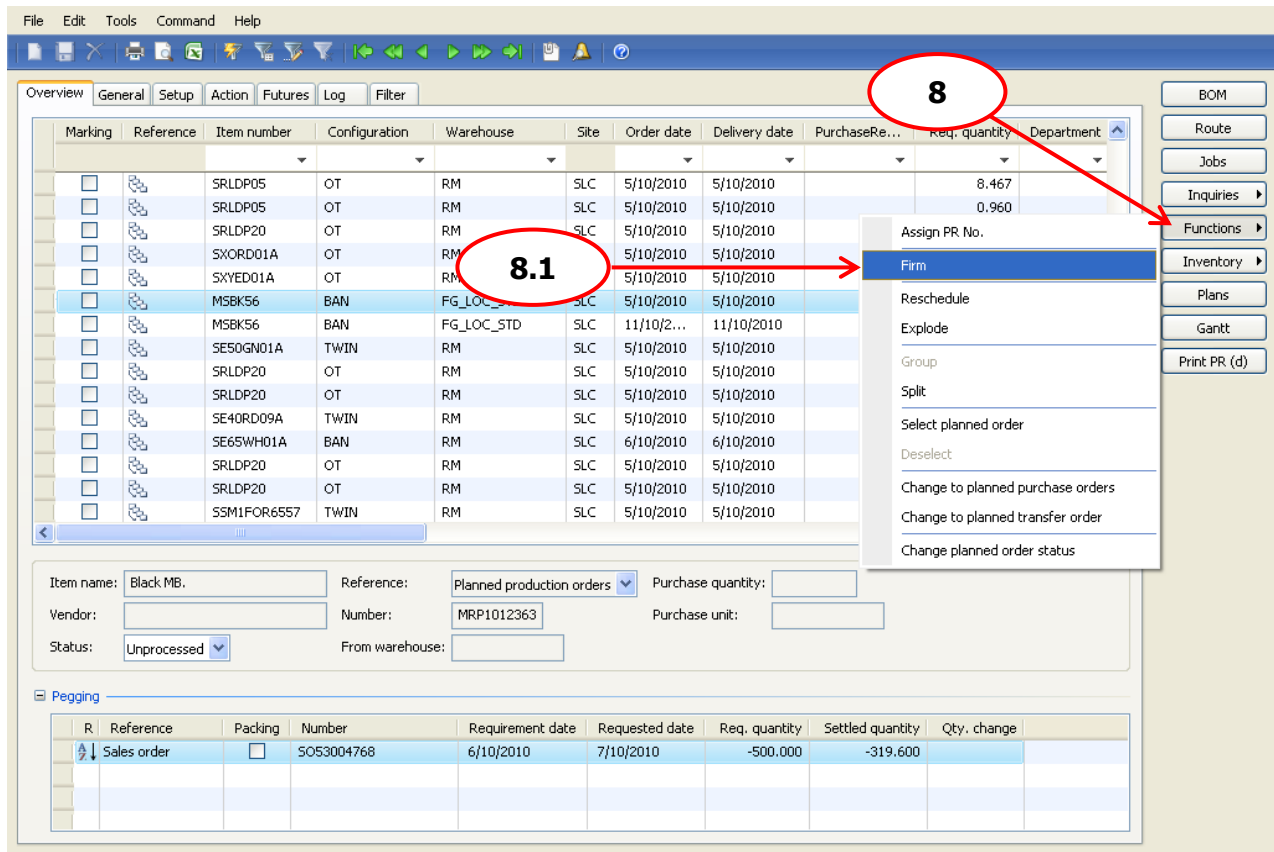 File Edit Tools Command Help
Overview General Setup Action Futures Log Filter
8
BOM
Marking Reference Item number Configuration Warehouse Site Order date Delivery date PurchaseRe... Req. quantity Department
Route
Jobs
SRLDP05 OT RM SLC 5/10/2010 5/10/2010 8.467
Inquiries
SRLDP05 OT RM SLC 5/10/2010 5/10/2010 0.960
SRLDP20 OT RM SLC 5/10/2010 5/10/2010
Assign PR No.
Functions
SXORD01A OT RM 5/10/2010 5/10/2010
8.1
Firm
Inventory
SXYED01A OT RM 5/10/2010 5/10/2010
MSBK56 BAN FG_LOC_STD SLC 5/10/2010 5/10/2010
Reschedule
Plans
MSBK56 BAN FG_LOC_STD SLC 11/10/2... 11/10/2010
Explode
Gantt
SE50GN01A TWIN RM SLC 5/10/2010 5/10/2010
Group
Print PR (d)
SRLDP20 OT RM SLC 5/10/2010 5/10/2010
SRLDP20 OT RM SLC 5/10/2010 5/10/2010
Split
SE40RD09A TWIN RM SLC 5/10/2010 5/10/2010
Select planned order
SE65WH01A BAN RM SLC 6/10/2010 6/10/2010
Deselect
SRLDP20 OT RM SLC 5/10/2010 5/10/2010
SRLDP20 OT RM SLC 5/10/2010 5/10/2010
Change to planned purchase orders
SSM1FOR6557 TWIN RM SLC 5/10/2010 5/10/2010
Change to planned transfer order
Change planned order status
Item name: Black MB. Reference: Planned production orders Purchase quantity:
Vendor: Number: MRP1012363 Purchase unit:
Status: Unprocessed From warehouse:
Pegging
R Reference Packing Number Requirement date Requested date Req. quantity Settled quantity Qty. change
Sales order SO53004768 6/10/2010 7/10/2010 -500.000 -319.600